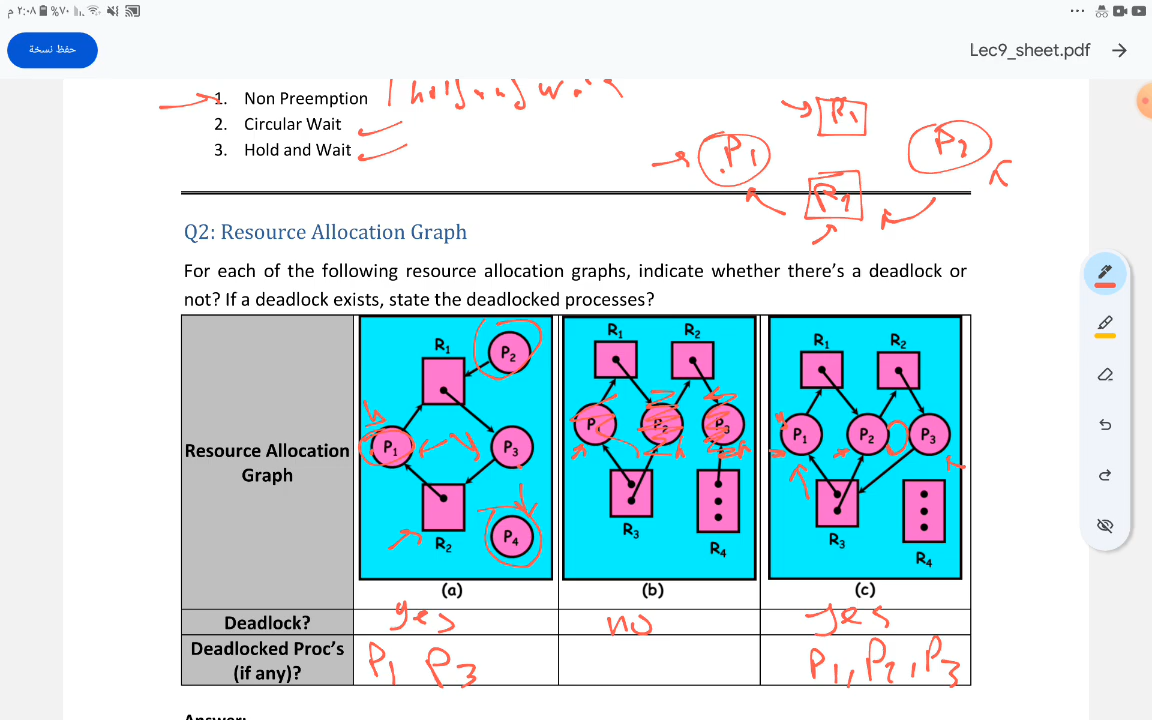 م ٢:٠٨ %٧٠
حفظ نسخة
Lec9_sheet.pdf
1. Non Preemption
2. Circular Wait
3. Hold and Wait
R1
P1
P2
Q2: Resource Allocation Graph
For each of the following resource allocation graphs, indicate whether there's a deadlock or
not? If a deadlock exists, state the deadlocked processes?
Resource Allocation
Graph
R1 P2
P1 P3
R2 P4
(a)
R1 R2
P3
R3 R4
(b)
R1 R2
P1 P2 P3
R3 R4
(c)
Deadlock? yes no yes
Deadlocked Proc's
(if any)? P1 P3 P1, P2, P3